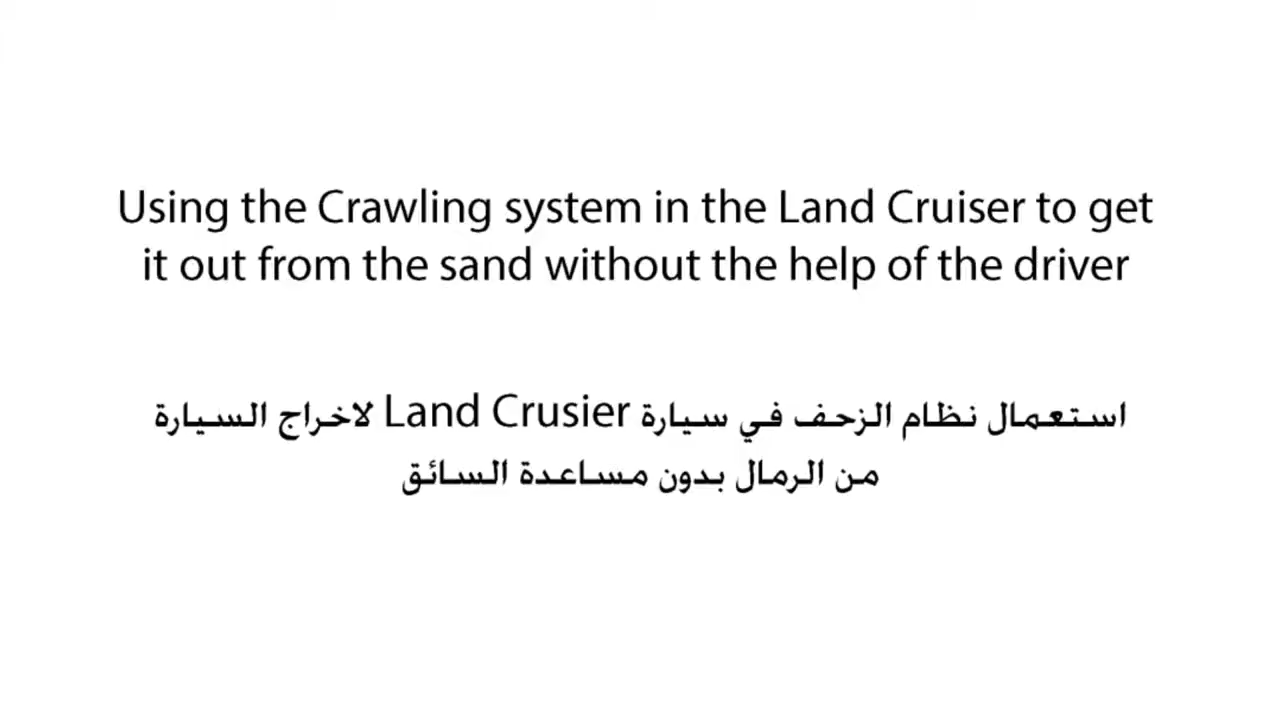 Using the Crawling system in the Land Cruiser to get
it out from the sand without the help of the driver
استعمال نظام الزحف في سيارة Land Crusier لاخراج السيارة
من الرمال بدون مساعدة السائق